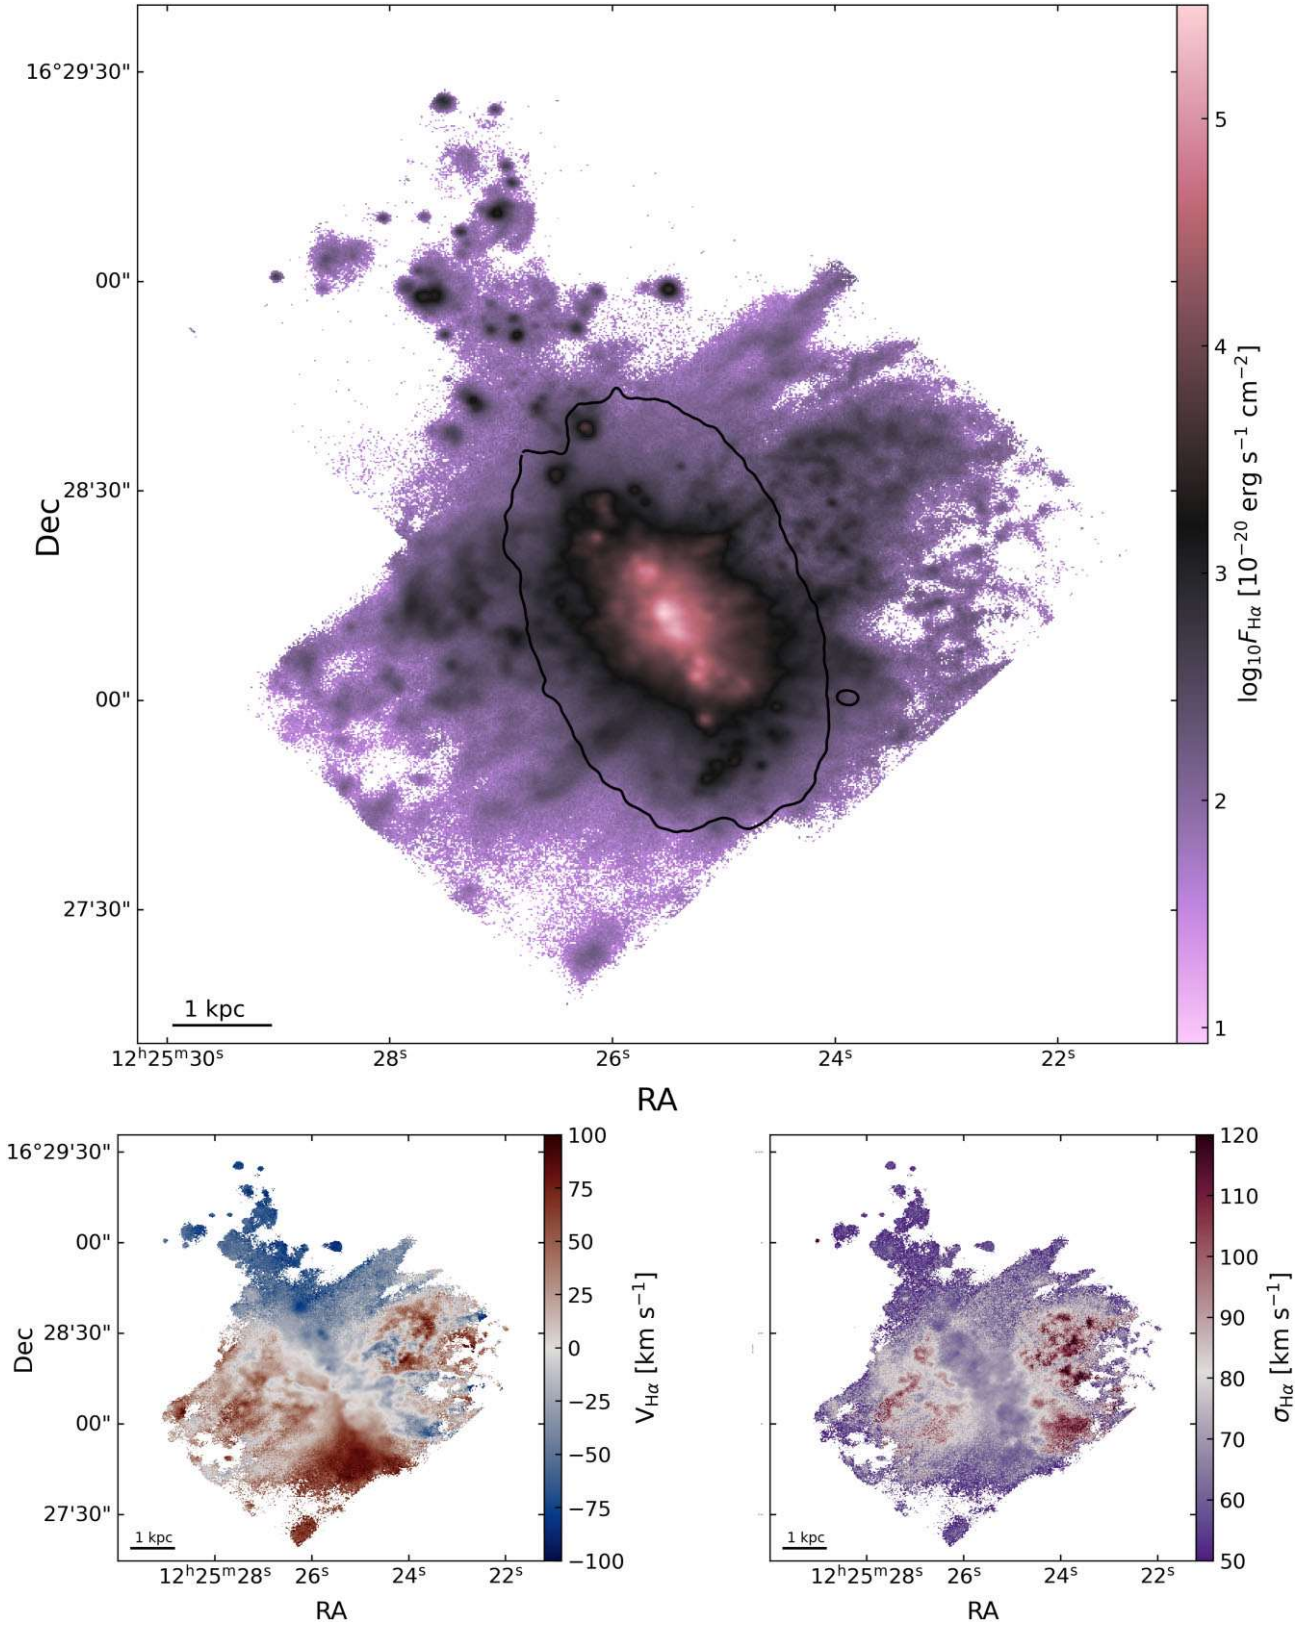 16°29'30"
00"
28'30"
00"
27'30"
Dec
1 kpc
12ʰ25ᵐ30ˢ 28ˢ 26ˢ 24ˢ 22ˢ
RA
5
4
3
2
1
log₁₀F_Hα [10⁻²⁰ erg s⁻¹ cm⁻²]
16°29'30"
00"
28'30"
00"
27'30"
Dec
1 kpc
12ʰ25ᵐ28ˢ 26ˢ 24ˢ 22ˢ
RA
100
75
50
25
0
−25
−50
−75
−100
V_Hα [km s⁻¹]
1 kpc
12ʰ25ᵐ28ˢ 26ˢ 24ˢ 22ˢ
RA
120
110
100
90
80
70
60
50
σ_Hα [km s⁻¹]